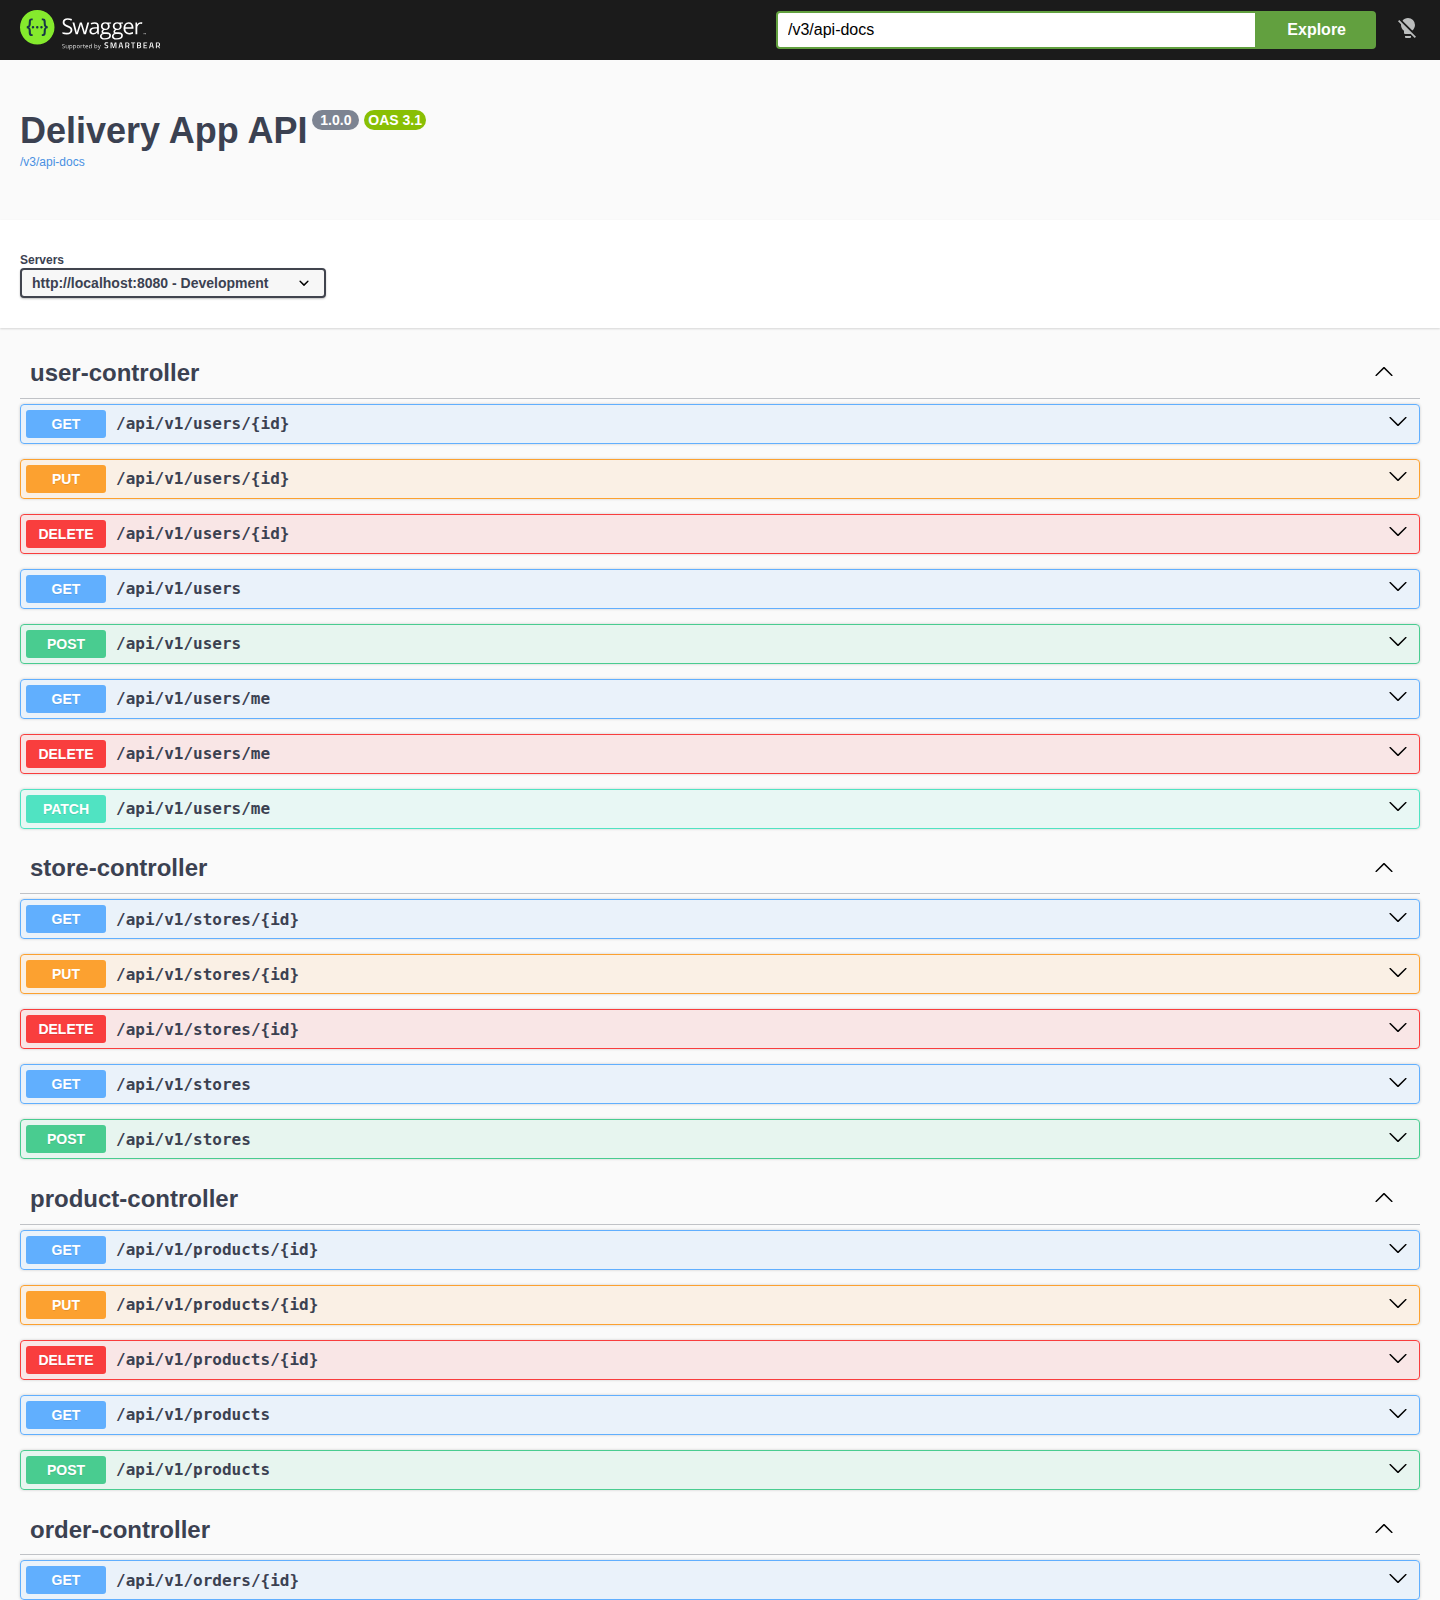 Swagger
Supported by SMARTBEAR
/v3/api-docs
Explore
Delivery App API 1.0.0 OAS 3.1
/v3/api-docs
Servers
http://localhost:8080 - Development
user-controller
GET /api/v1/users/{id}
PUT /api/v1/users/{id}
DELETE /api/v1/users/{id}
GET /api/v1/users
POST /api/v1/users
GET /api/v1/users/me
DELETE /api/v1/users/me
PATCH /api/v1/users/me
store-controller
GET /api/v1/stores/{id}
PUT /api/v1/stores/{id}
DELETE /api/v1/stores/{id}
GET /api/v1/stores
POST /api/v1/stores
product-controller
GET /api/v1/products/{id}
PUT /api/v1/products/{id}
DELETE /api/v1/products/{id}
GET /api/v1/products
POST /api/v1/products
order-controller
GET /api/v1/orders/{id}